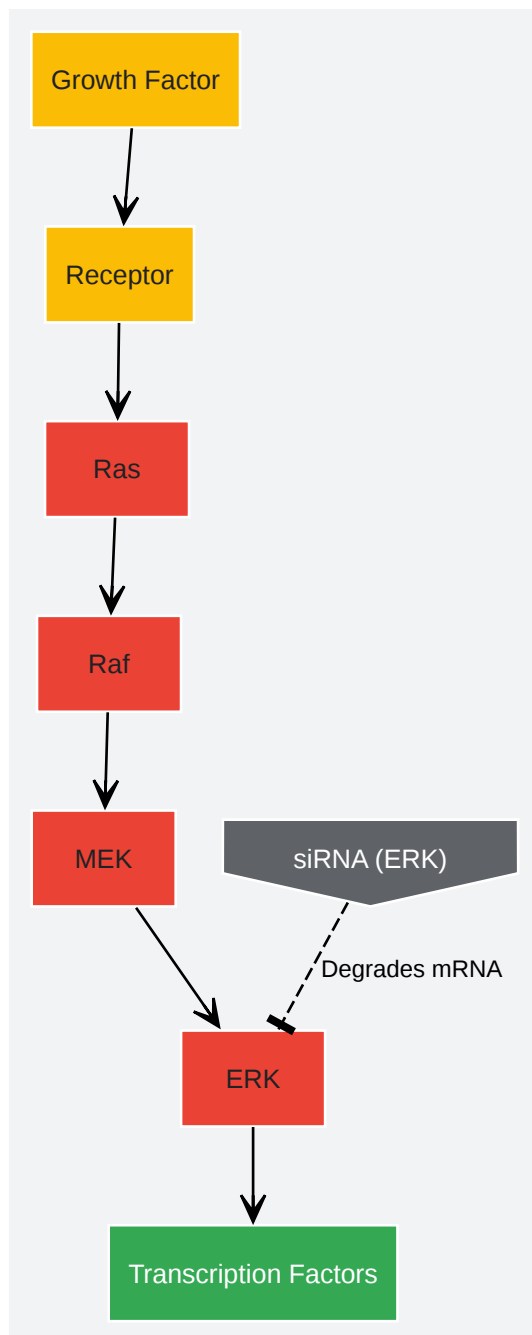 Growth Factor
Receptor
Ras
Raf
MEK
siRNA (ERK)
Degrades mRNA
ERK
Transcription Factors